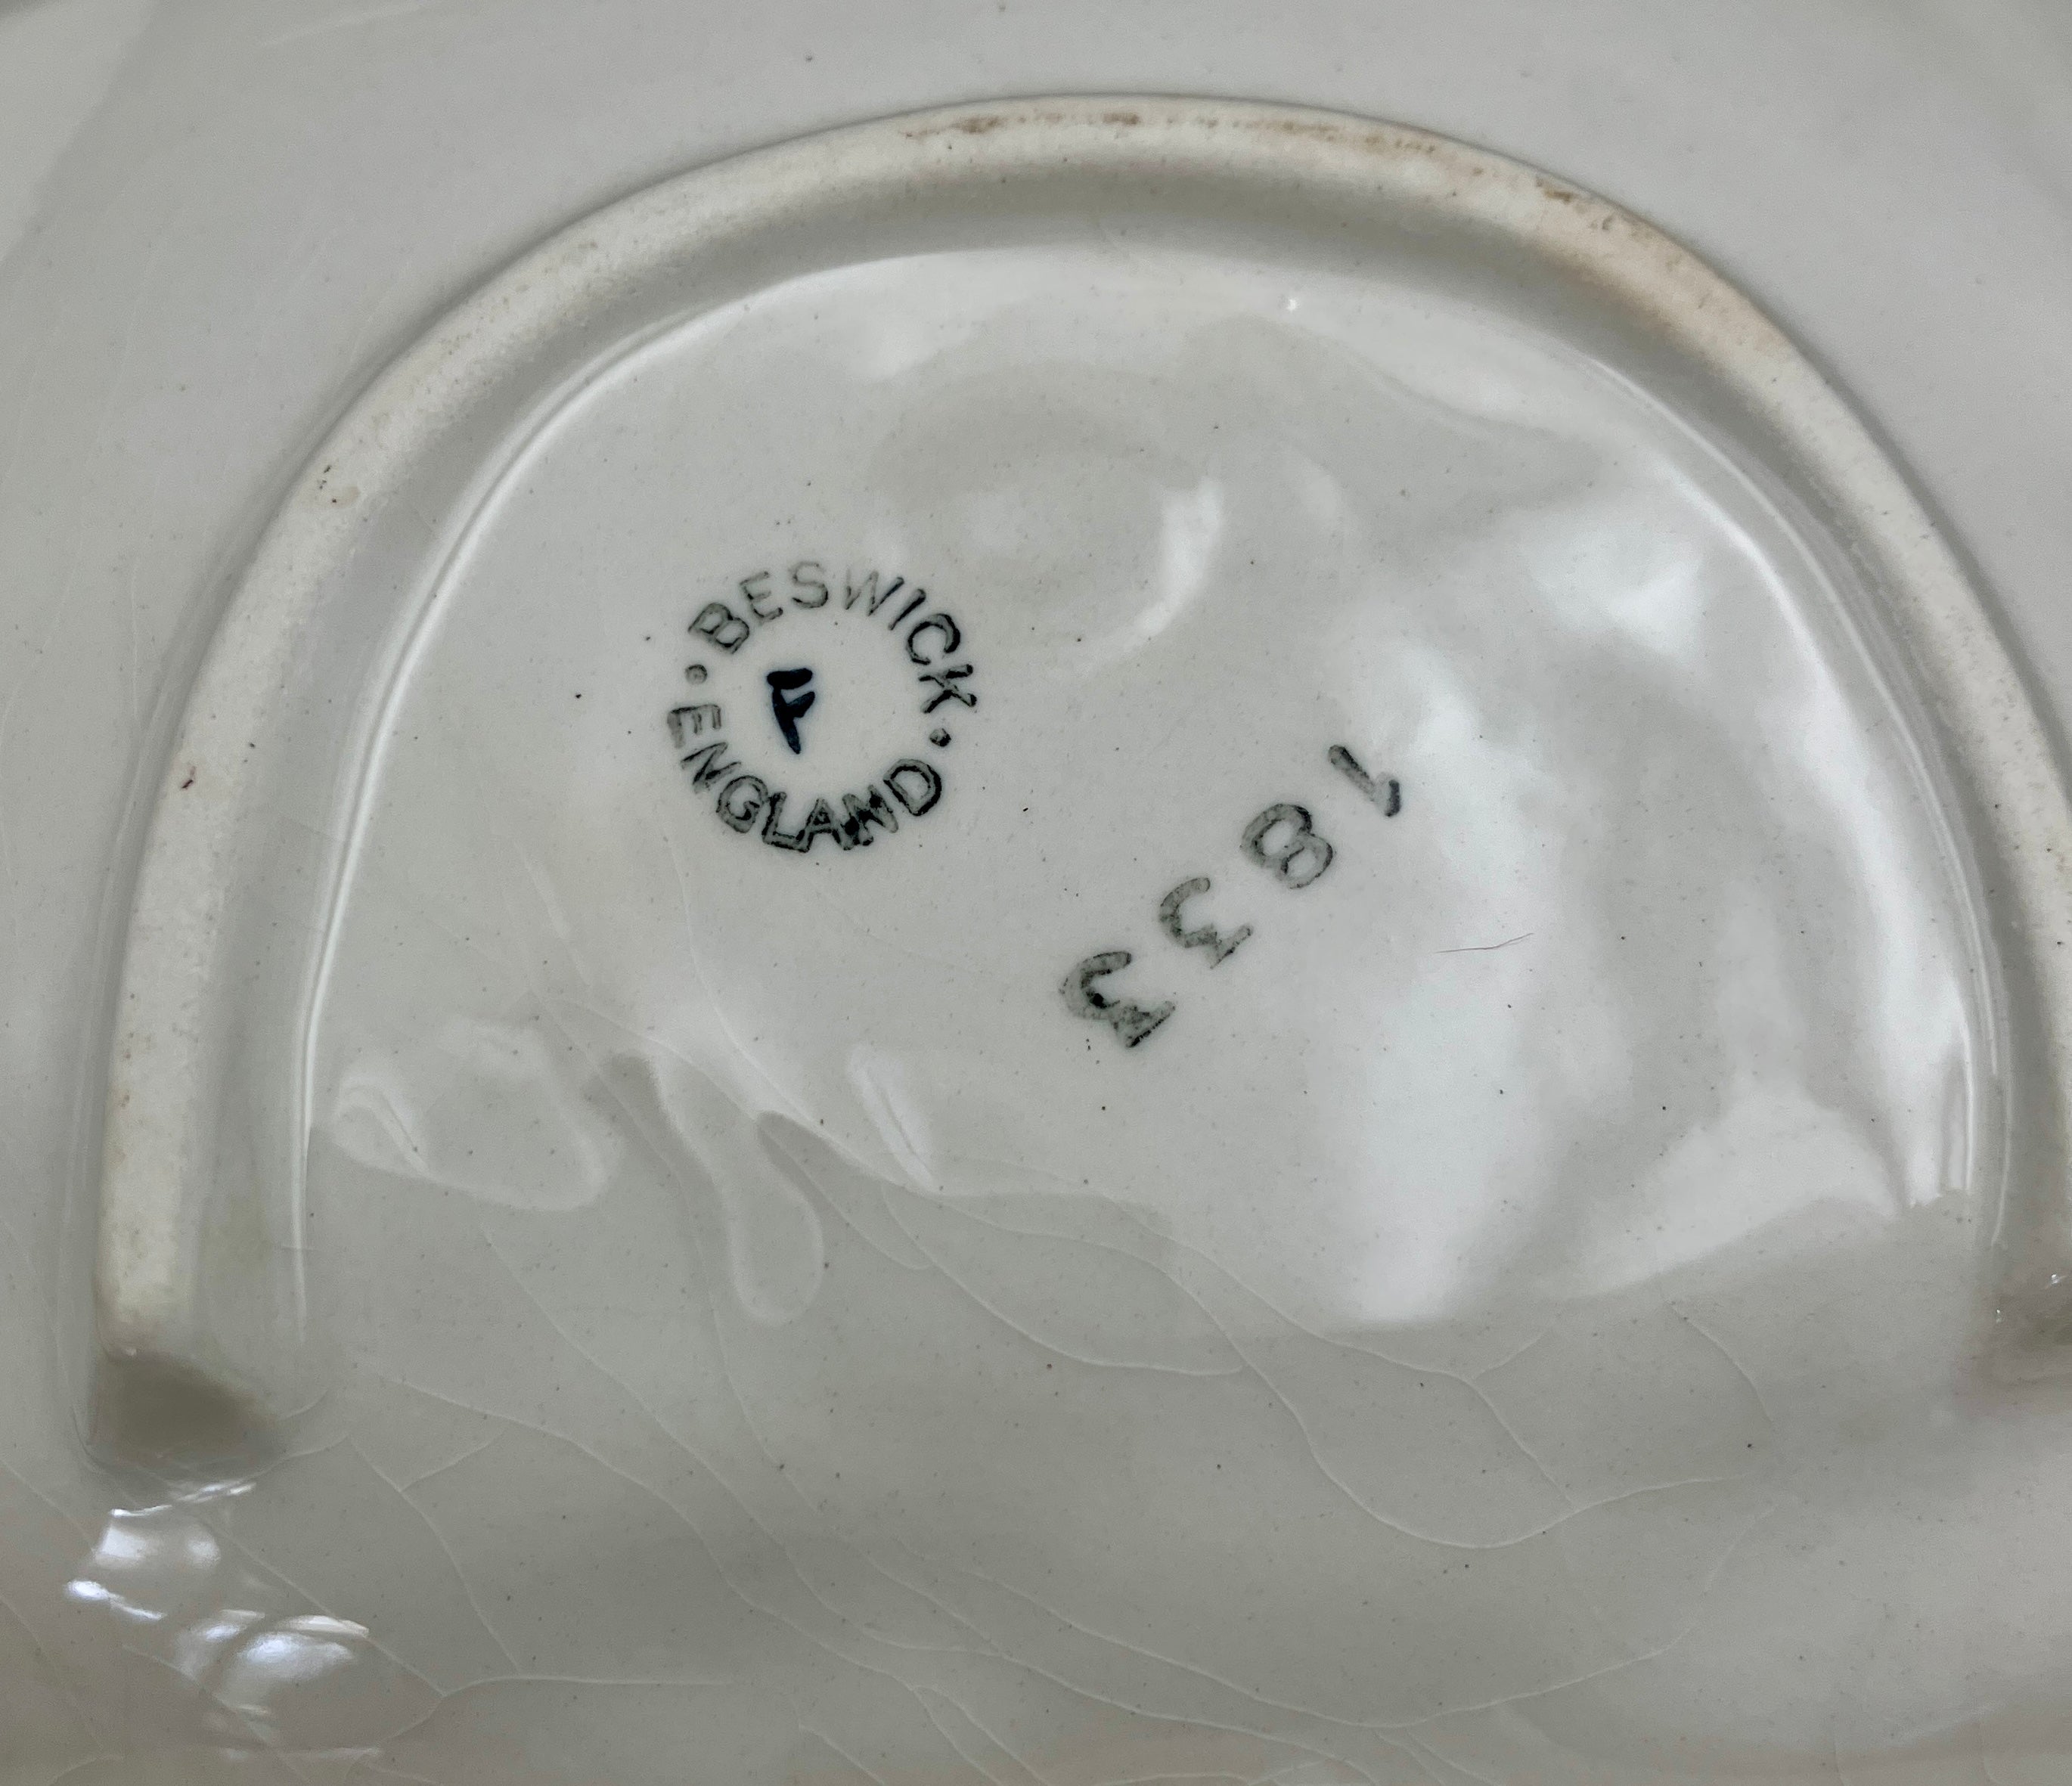 · BESWICK ·
F
ENGLAND
1833